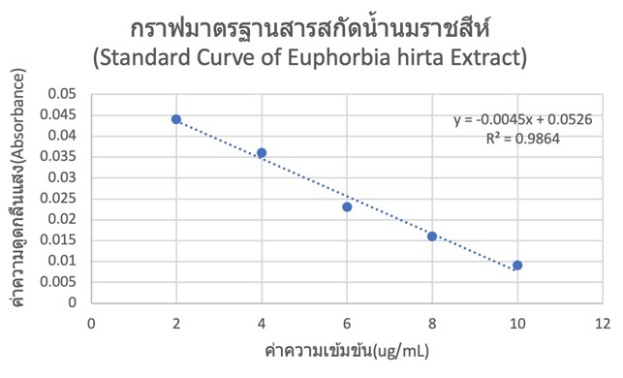 กราฟมาตรฐานสารสกัดน้ำนมราชสีห์
(Standard Curve of Euphorbia hirta Extract)
ค่าความดูดกลืนแสง(Absorbance)
0.05
0.045
0.04
0.035
0.03
0.025
0.02
0.015
0.01
0.005
0
y = -0.0045x + 0.0526
R² = 0.9864
0 2 4 6 8 10 12
ค่าความเข้มข้น(ug/mL)